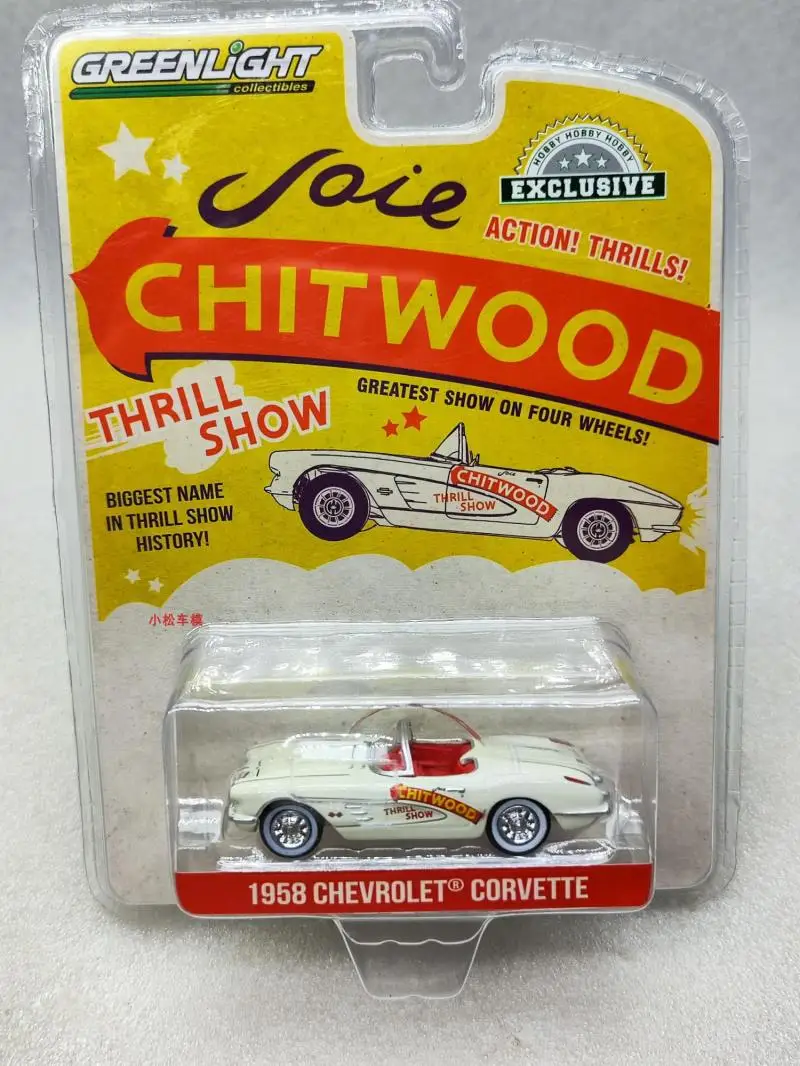 GREENLiGHT
collectibles
HOBBY HOBBY HOBBY
EXCLUSIVE
Joie
ACTION! THRILLS!
CHITWOOD
THRILL
SHOW
GREATEST SHOW ON FOUR WHEELS!
BIGGEST NAME
IN THRILL SHOW
HISTORY!
Joie
CHITWOOD
THRILL
SHOW
小松车模
Joie
CHITWOOD
THRILL
SHOW
1958 CHEVROLET® CORVETTE